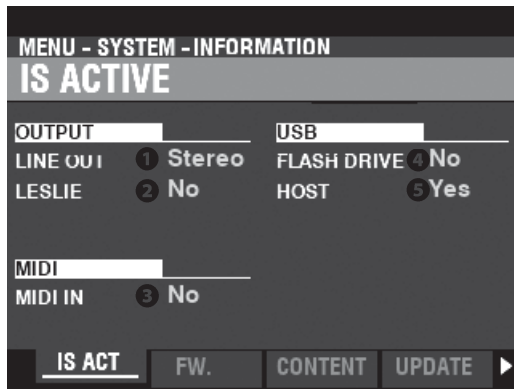 MENU - SYSTEM - INFORMATION
IS ACTIVE
OUTPUT
LINE OUT 1 Stereo
LESLIE 2 No
USB
FLASH DRIVE 4 No
HOST 5 Yes
MIDI
MIDI IN 3 No
IS ACT FW. CONTENT UPDATE